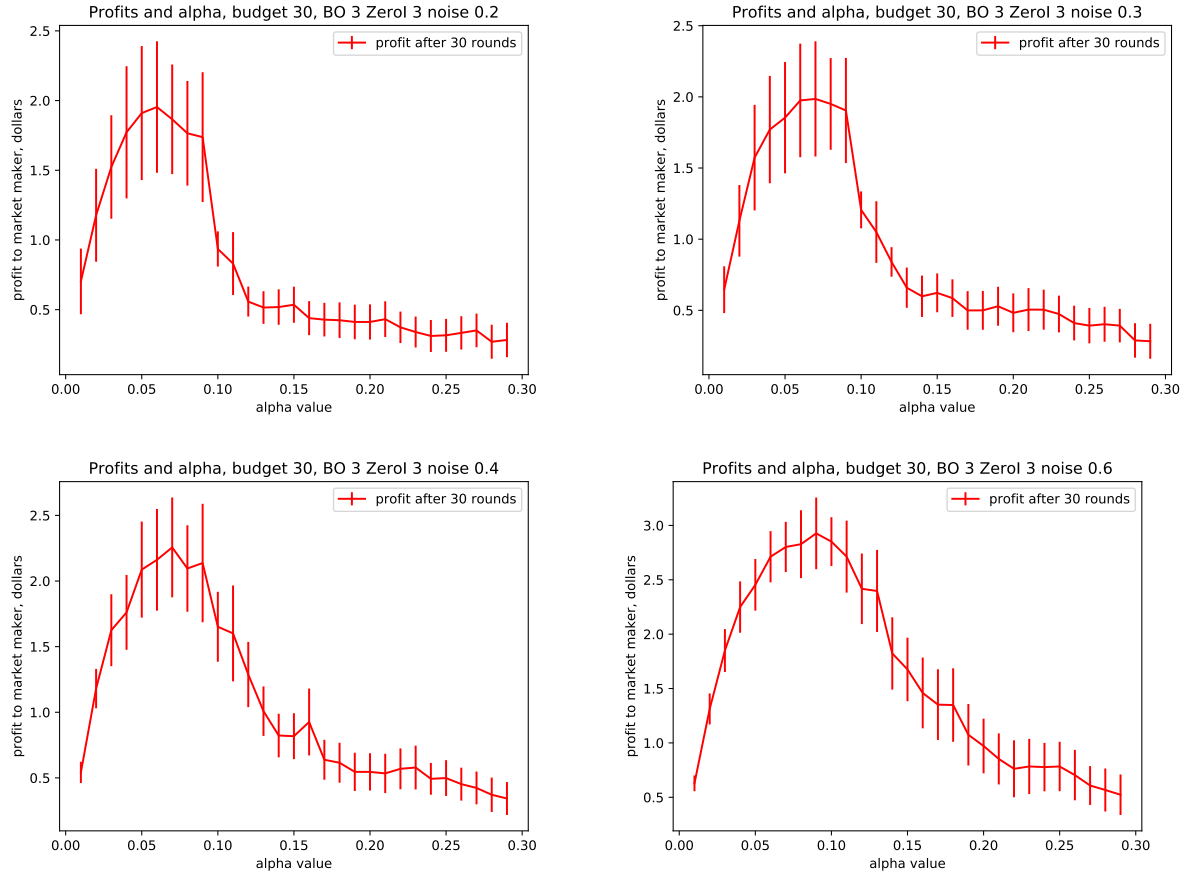 Profits and alpha, budget 30, BO 3 ZeroI 3 noise 0.2
profit after 30 rounds
profit to market maker, dollars
2.5
2.0
1.5
1.0
0.5
0.00 0.05 0.10 0.15 0.20 0.25 0.30
alpha value
Profits and alpha, budget 30, BO 3 ZeroI 3 noise 0.3
profit after 30 rounds
profit to market maker, dollars
2.5
2.0
1.5
1.0
0.5
0.00 0.05 0.10 0.15 0.20 0.25 0.30
alpha value
Profits and alpha, budget 30, BO 3 ZeroI 3 noise 0.4
profit after 30 rounds
profit to market maker, dollars
2.5
2.0
1.5
1.0
0.5
0.00 0.05 0.10 0.15 0.20 0.25 0.30
alpha value
Profits and alpha, budget 30, BO 3 ZeroI 3 noise 0.6
profit after 30 rounds
profit to market maker, dollars
3.0
2.5
2.0
1.5
1.0
0.5
0.00 0.05 0.10 0.15 0.20 0.25 0.30
alpha value